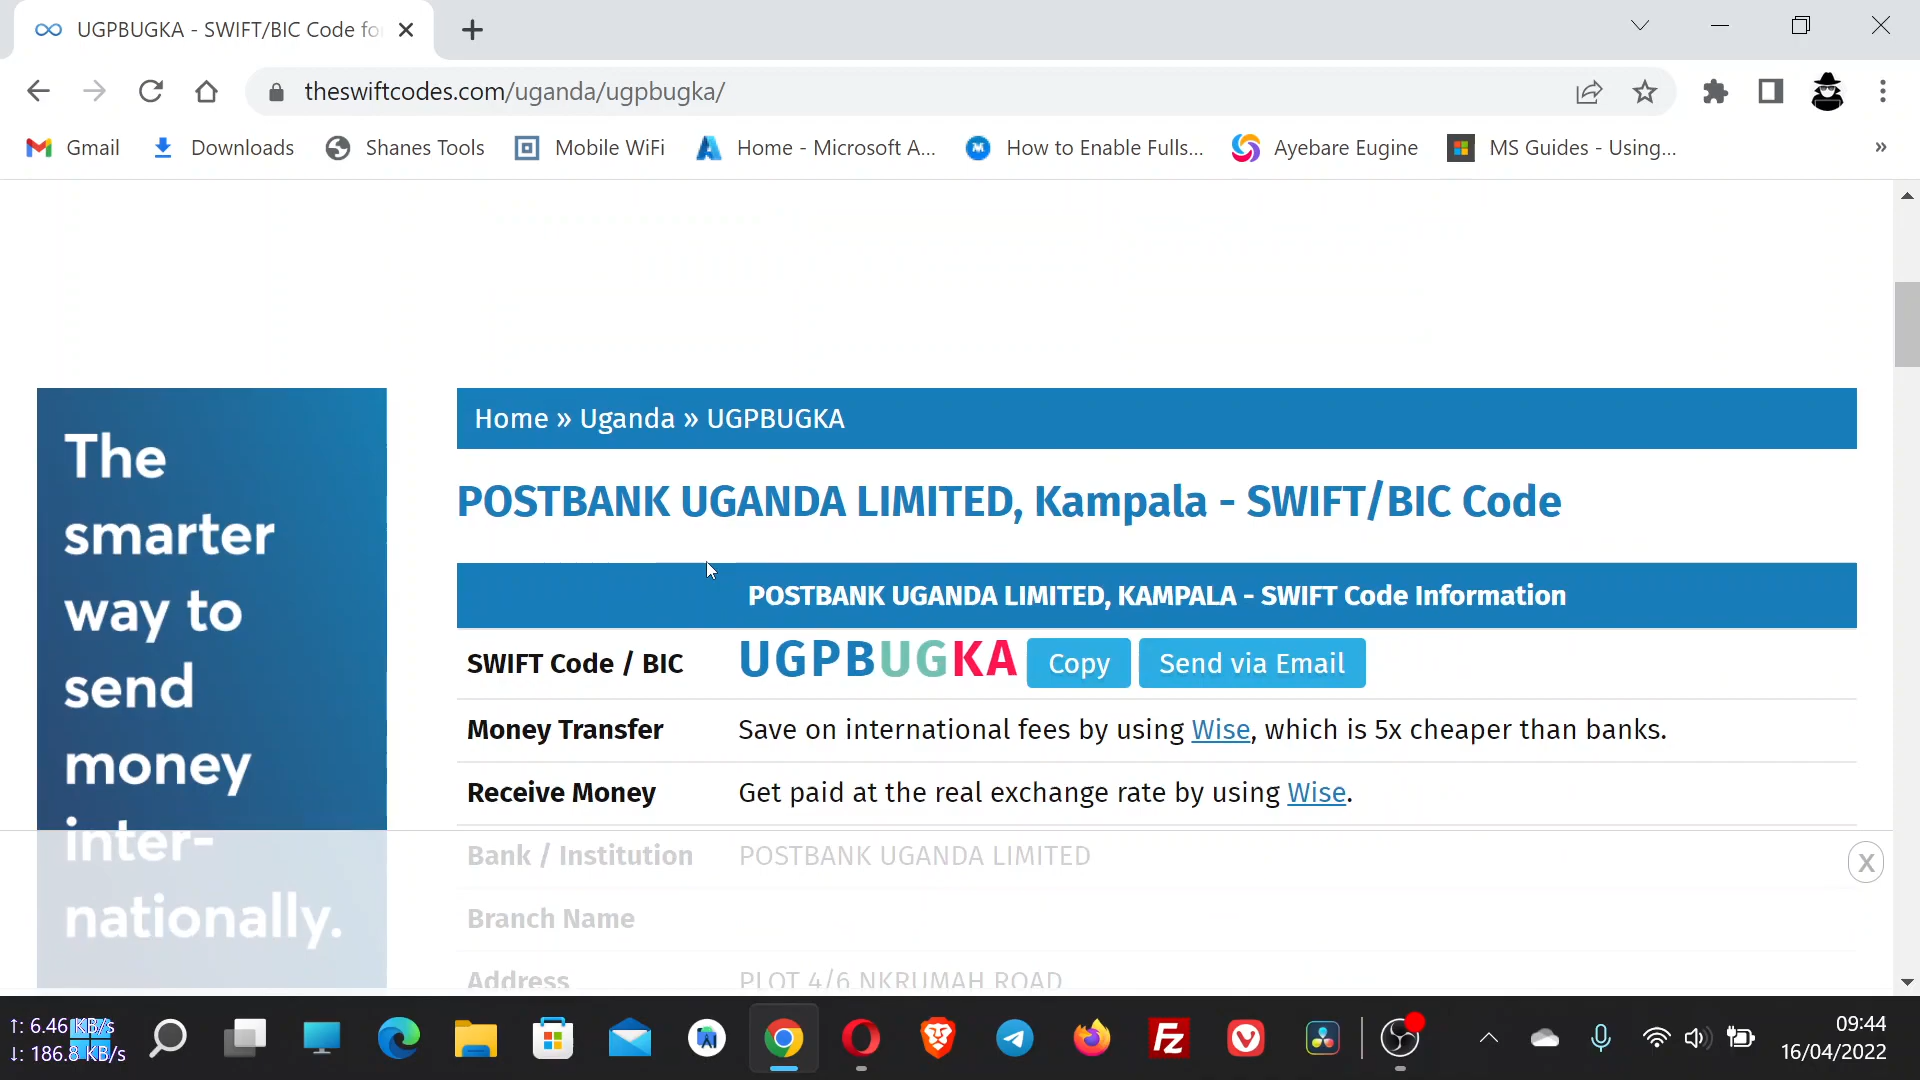 UGPBUGKA - SWIFT/BIC Code fo
theswiftcodes.com/uganda/ugpbugka/
Gmail Downloads Shanes Tools Mobile WiFi Home - Microsoft A... How to Enable Fulls... Ayebare Eugine MS Guides - Using... »
The
smarter
way to
send
money
inter-
nationally.
Home » Uganda » UGPBUGKA
POSTBANK UGANDA LIMITED, Kampala - SWIFT/BIC Code
POSTBANK UGANDA LIMITED, KAMPALA - SWIFT Code Information
SWIFT Code / BIC UGPBUGKA Copy Send via Email
Money Transfer Save on international fees by using Wise, which is 5x cheaper than banks.
Receive Money Get paid at the real exchange rate by using Wise.
Bank / Institution POSTBANK UGANDA LIMITED
X
Branch Name
Address PLOT 4/6 NKRUMAH ROAD
↑: 6.46 KB/s
↓: 186.8 KB/s
09:44
16/04/2022